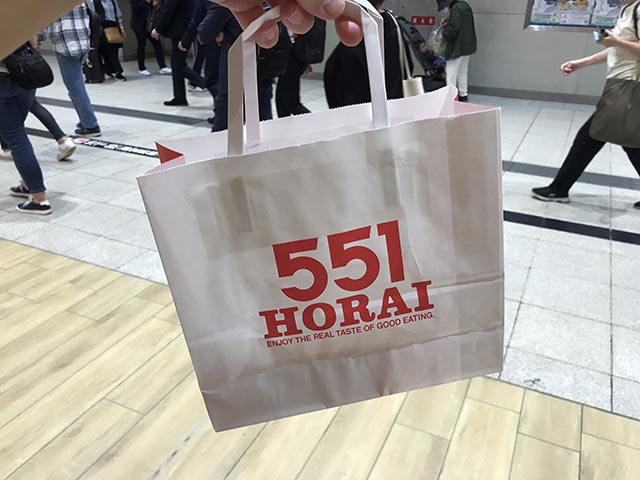 551
HORAI
ENJOY THE REAL TASTE OF GOOD EATING.